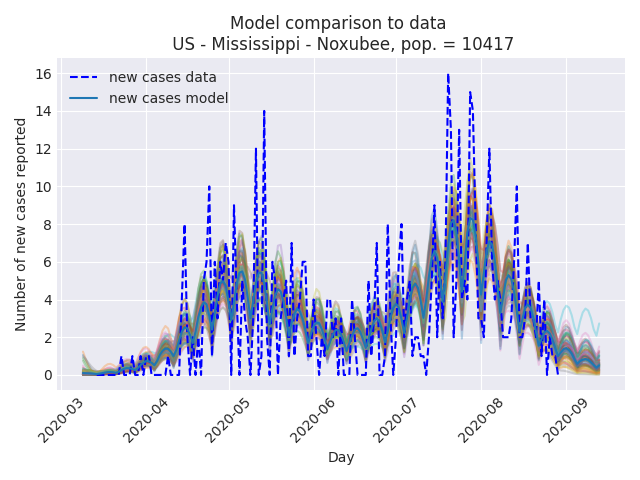 Model comparison to data
US - Mississippi - Noxubee, pop. = 10417
new cases data
new cases model
Number of new cases reported
16
14
12
10
8
6
4
2
0
2020-03
2020-04
2020-05
2020-06
2020-07
2020-08
2020-09
Day